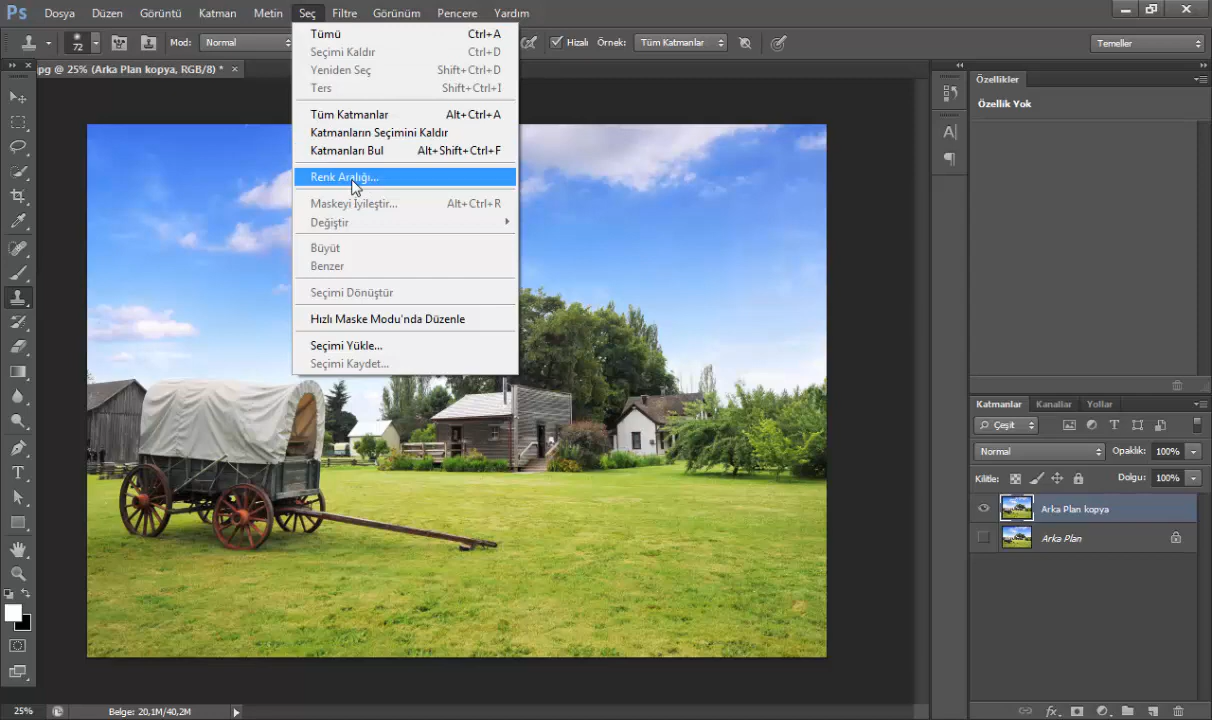 Ps Dosya Düzen Görüntü Katman Metin Seç Filtre Görünüm Pencere Yardım
72 Mod: Normal Hizalı Örnek: Tüm Katmanlar Temeller
pg @ 25% (Arka Plan kopya, RGB/8) * ×
Tümü Ctrl+A
Seçimi Kaldır Ctrl+D
Yeniden Seç Shift+Ctrl+D
Ters Shift+Ctrl+I
Tüm Katmanlar Alt+Ctrl+A
Katmanların Seçimini Kaldır
Katmanları Bul Alt+Shift+Ctrl+F
Renk Aralığı...
Maskeyi İyileştir... Alt+Ctrl+R
Değiştir
Büyüt
Benzer
Seçimi Dönüştür
Hızlı Maske Modu'nda Düzenle
Seçimi Yükle...
Seçimi Kaydet...
Özellikler
Özellik Yok
Katmanlar Kanallar Yollar
Çeşit
Normal Opaklık: 100%
Kilitle: Dolgu: 100%
Arka Plan kopya
Arka Plan
25% Belge: 20,1M/40,2M